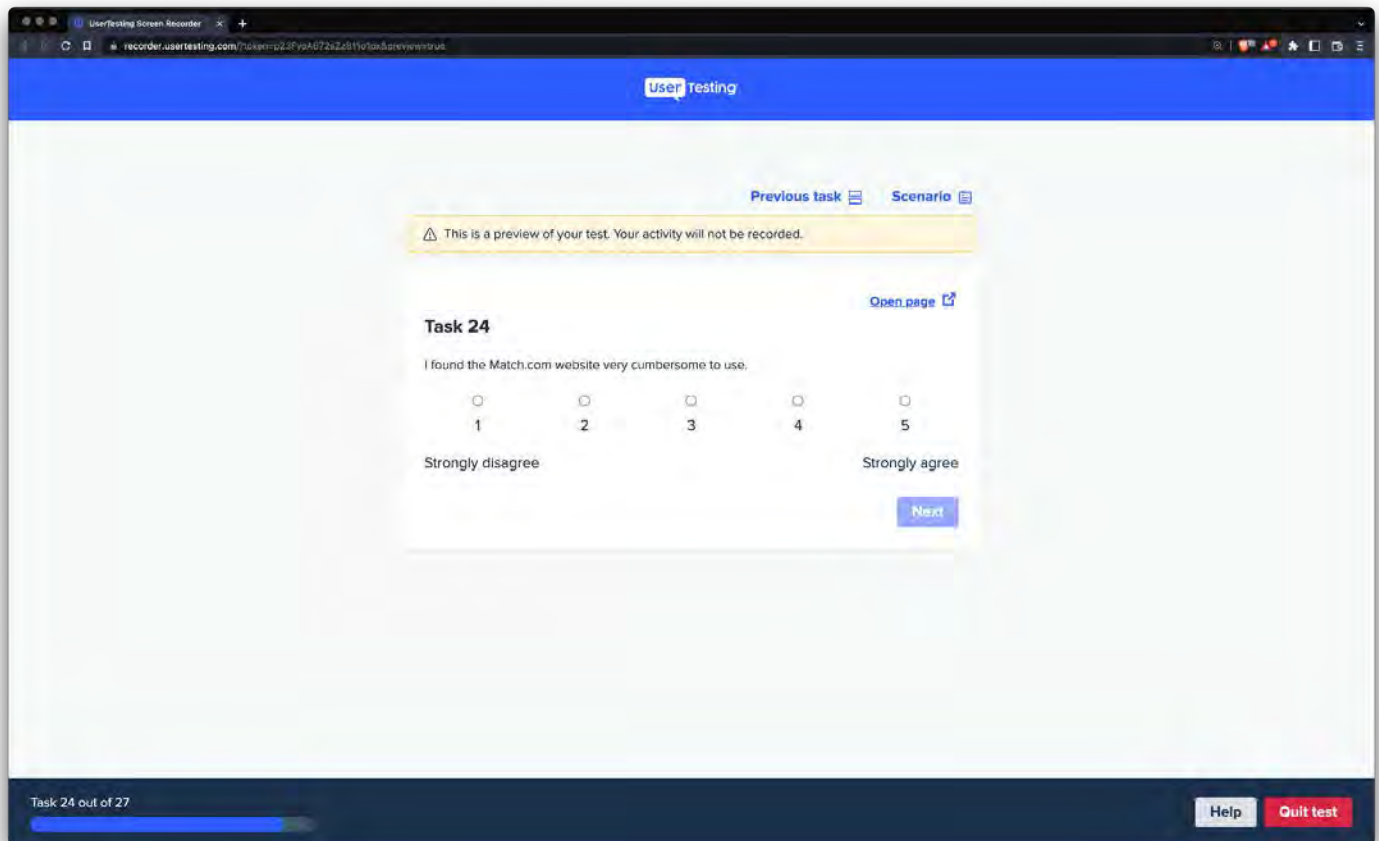 UserTesting Screen Recorder
recorder.usertesting.com/
User Testing
Previous task
Scenario
This is a preview of your test. Your activity will not be recorded.
Open page
Task 24
I found the Match.com website very cumbersome to use.
1 2 3 4 5
Strongly disagree Strongly agree
Next
Task 24 out of 27
Help Quit test